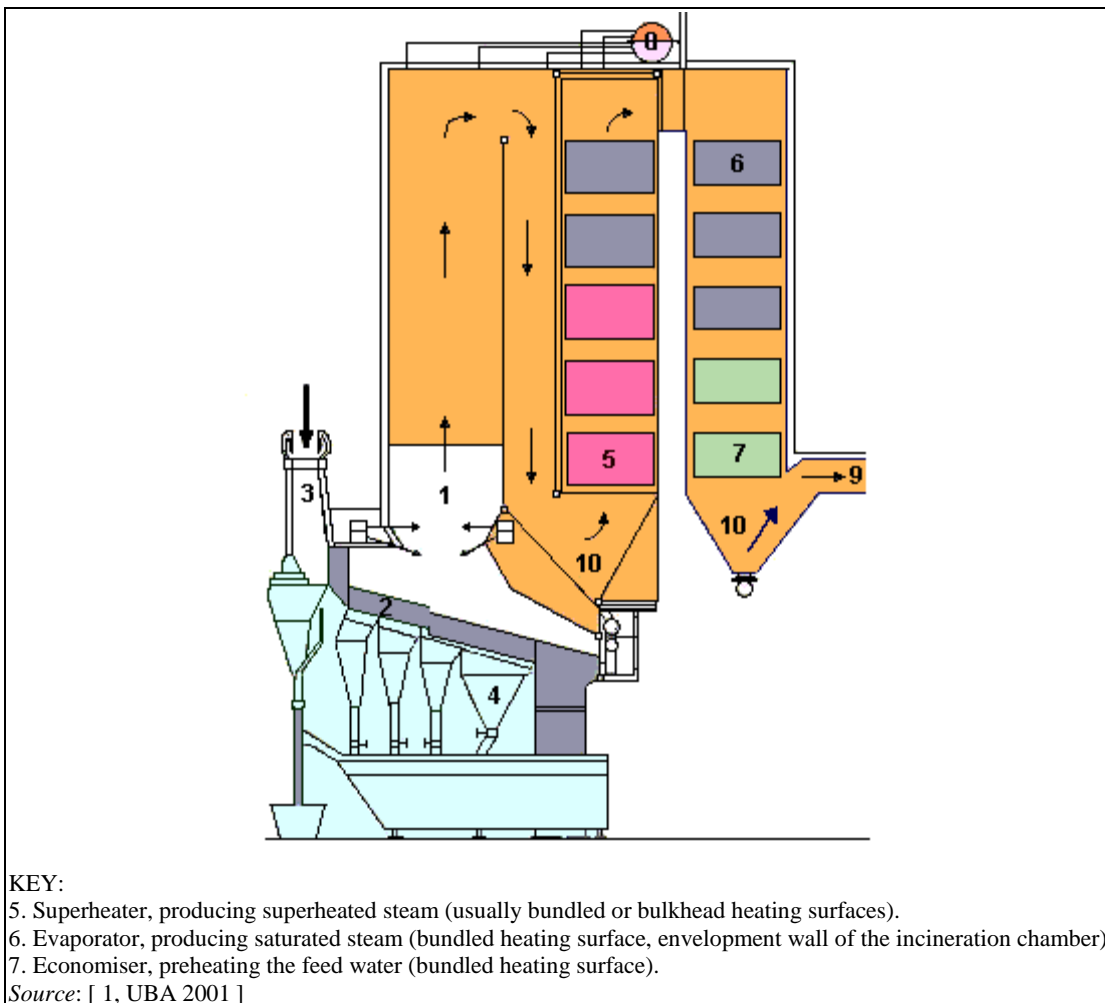 0
6
5
7
1
3
9
10
10
2
4
KEY:
5. Superheater, producing superheated steam (usually bundled or bulkhead heating surfaces).
6. Evaporator, producing saturated steam (bundled heating surface, envelopment wall of the incineration chamber)
7. Economiser, preheating the feed water (bundled heating surface).
Source: [ 1, UBA 2001 ]